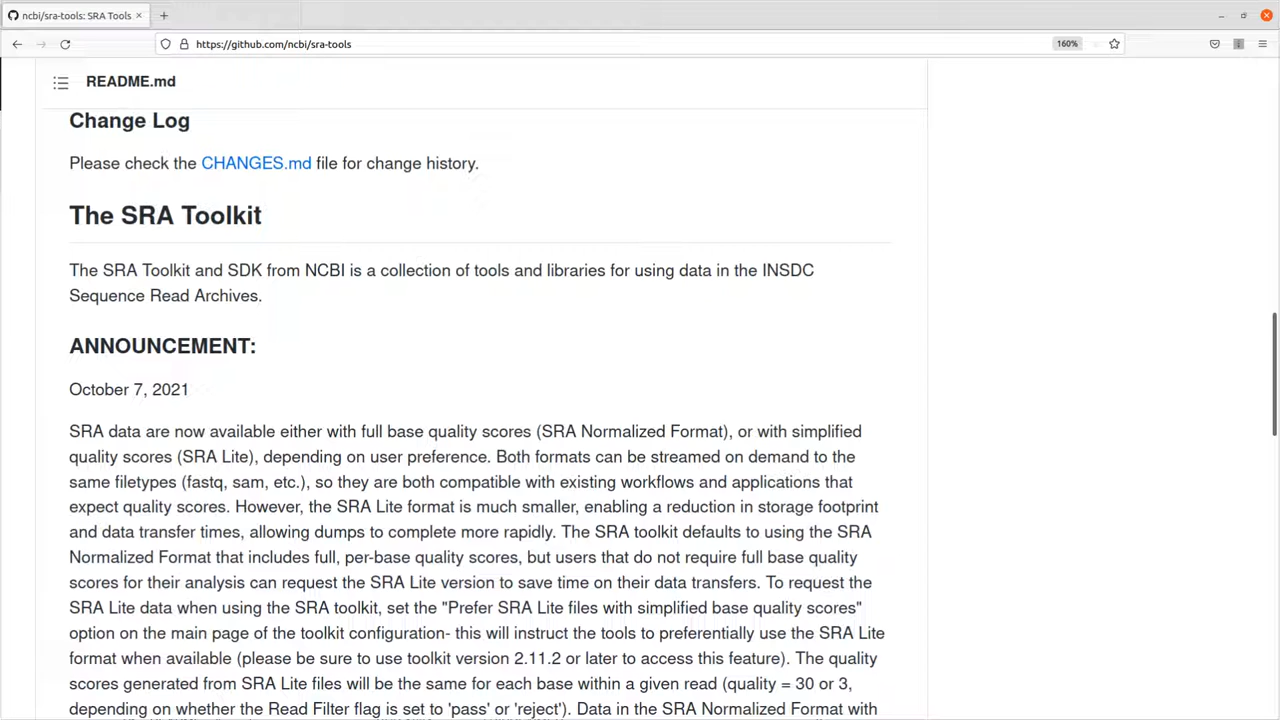 ncbi/sra-tools: SRA Tools
https://github.com/ncbi/sra-tools
160%
README.md
Change Log
Please check the CHANGES.md file for change history.
The SRA Toolkit
The SRA Toolkit and SDK from NCBI is a collection of tools and libraries for using data in the INSDC
Sequence Read Archives.
ANNOUNCEMENT:
October 7, 2021
SRA data are now available either with full base quality scores (SRA Normalized Format), or with simplified
quality scores (SRA Lite), depending on user preference. Both formats can be streamed on demand to the
same filetypes (fastq, sam, etc.), so they are both compatible with existing workflows and applications that
expect quality scores. However, the SRA Lite format is much smaller, enabling a reduction in storage footprint
and data transfer times, allowing dumps to complete more rapidly. The SRA toolkit defaults to using the SRA
Normalized Format that includes full, per-base quality scores, but users that do not require full base quality
scores for their analysis can request the SRA Lite version to save time on their data transfers. To request the
SRA Lite data when using the SRA toolkit, set the "Prefer SRA Lite files with simplified base quality scores"
option on the main page of the toolkit configuration- this will instruct the tools to preferentially use the SRA Lite
format when available (please be sure to use toolkit version 2.11.2 or later to access this feature). The quality
scores generated from SRA Lite files will be the same for each base within a given read (quality = 30 or 3,
depending on whether the Read Filter flag is set to 'pass' or 'reject'). Data in the SRA Normalized Format with